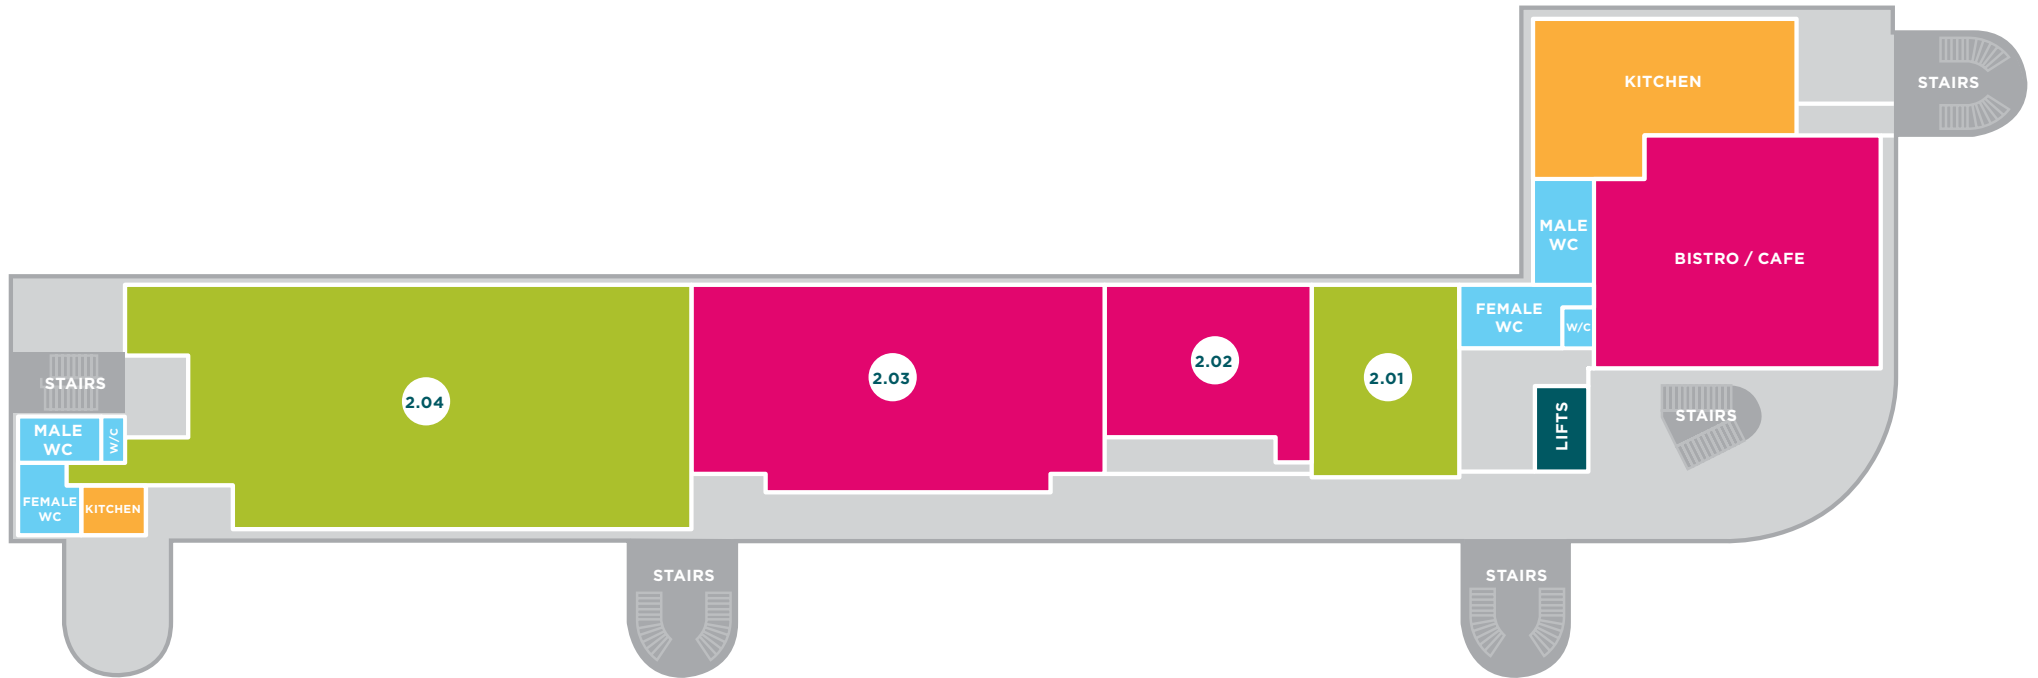 KITCHEN
STAIRS
MALE
WC
BISTRO / CAFE
FEMALE
WC
W/C
2.04
2.03
2.02
2.01
STAIRS
MALE
WC
W/C
LIFTS
STAIRS
FEMALE
WC
KITCHEN
STAIRS
STAIRS